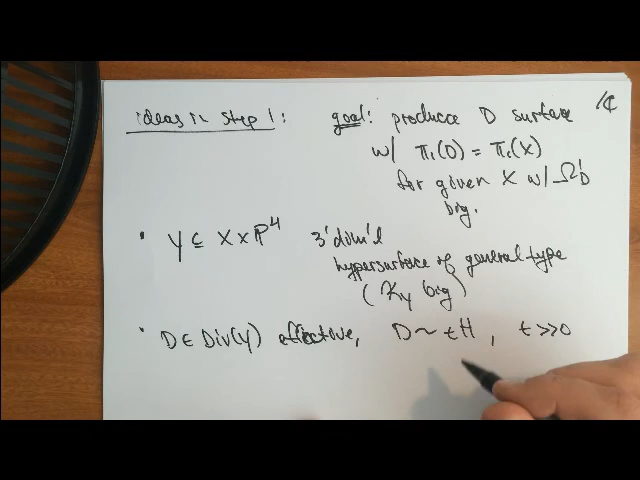 ideas in step 1: goal: produce D surface /ℂ
w/ π₁(D) = π₁(X)
for given X w/ Ω¹_D
big.
• Y ⊆ X × P⁴ 3'dim'l
hypersurface of general type
(K_Y big)
• D ∈ Div(Y) effective, D ~ tH, t >> 0